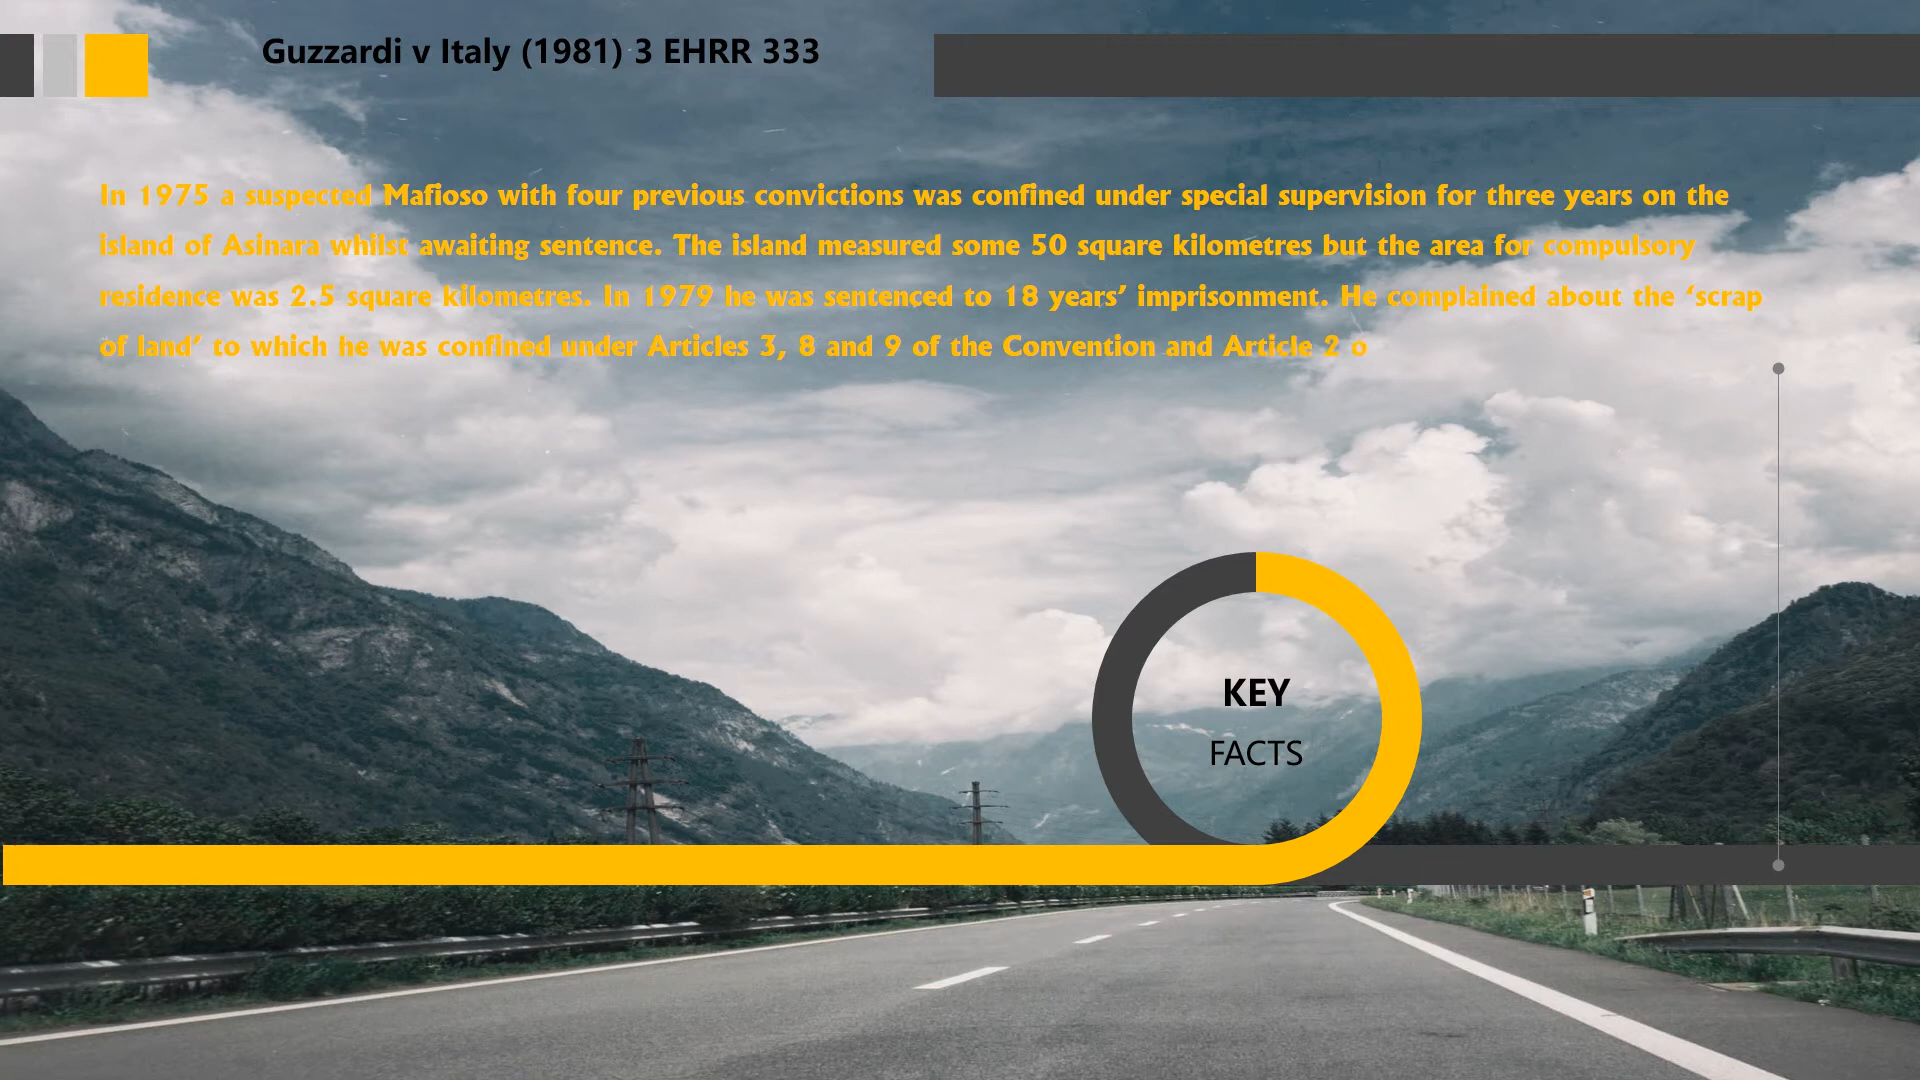 Guzzardi v Italy (1981) 3 EHRR 333
In 1975 a suspected Mafioso with four previous convictions was confined under special supervision for three years on the
island of Asinara whilst awaiting sentence. The island measured some 50 square kilometres but the area for compulsory
residence was 2.5 square kilometres. In 1979 he was sentenced to 18 years’ imprisonment. He complained about the ‘scrap
of land’ to which he was confined under Articles 3, 8 and 9 of the Convention and Article 2 o
KEY
FACTS